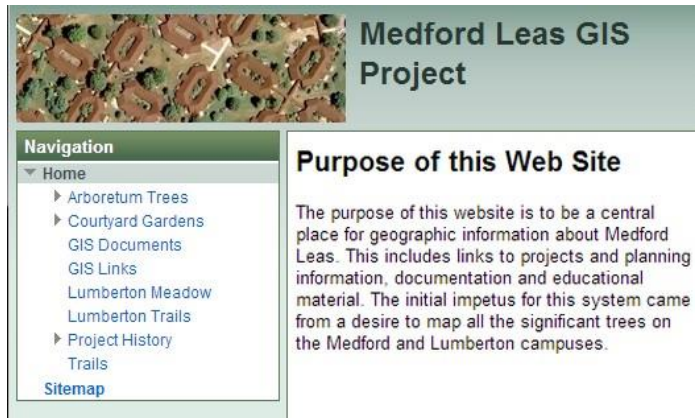 Medford Leas GIS
Project
Navigation
Home
Arboretum Trees
Courtyard Gardens
GIS Documents
GIS Links
Lumberton Meadow
Lumberton Trails
Project History
Trails
Sitemap
Purpose of this Web Site
The purpose of this website is to be a central
place for geographic information about Medford
Leas. This includes links to projects and planning
information, documentation and educational
material. The initial impetus for this system came
from a desire to map all the significant trees on
the Medford and Lumberton campuses.